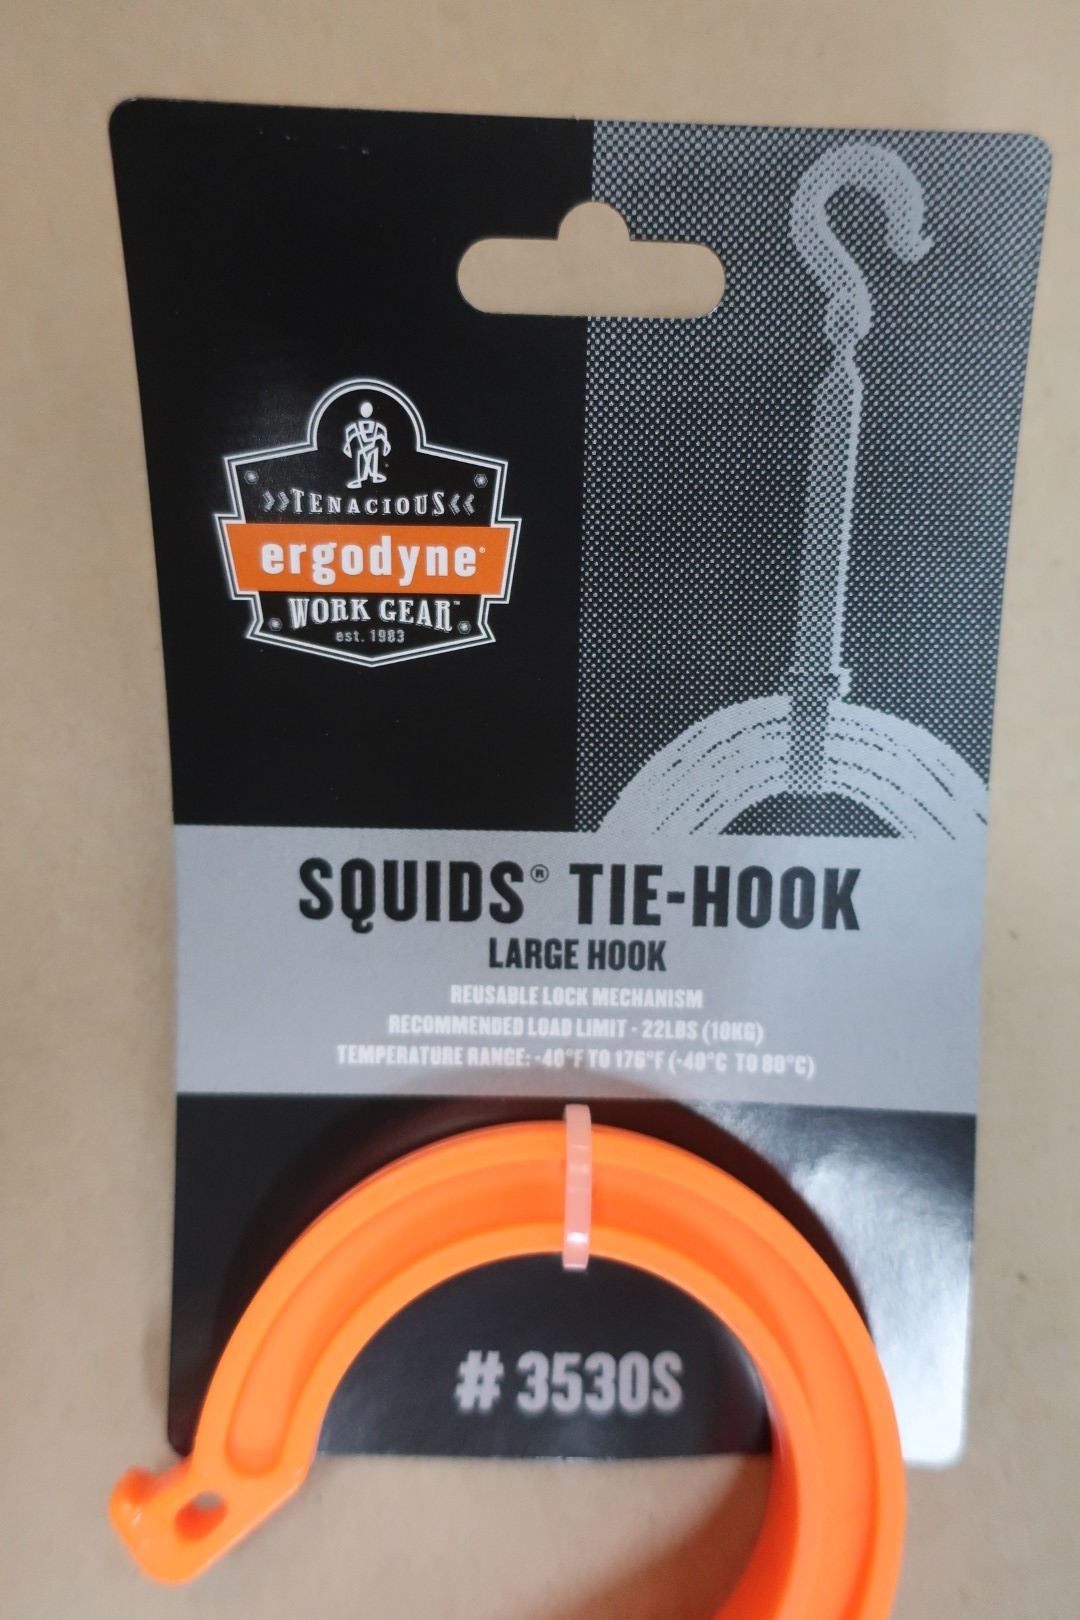 TENACIOUS
ergodyne®
WORK GEAR™
est. 1983
SQUIDS® TIE-HOOK
LARGE HOOK
REUSABLE LOCK MECHANISM
RECOMMENDED LOAD LIMIT - 22LBS (10KG)
TEMPERATURE RANGE: -40°F TO 176°F (-40°C TO 80°C)
# 3530S